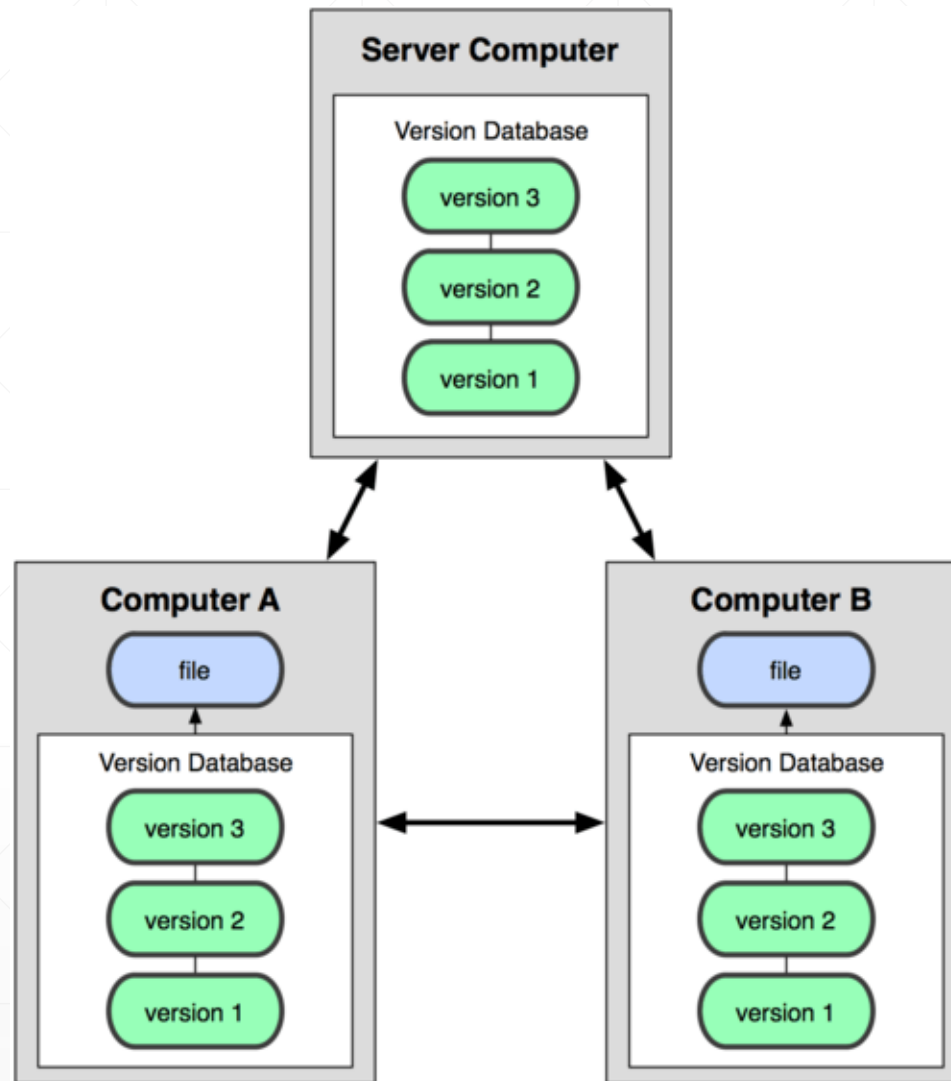 Server Computer
Version Database
version 3
version 2
version 1
Computer A
file
Version Database
version 3
version 2
version 1
Computer B
file
Version Database
version 3
version 2
version 1